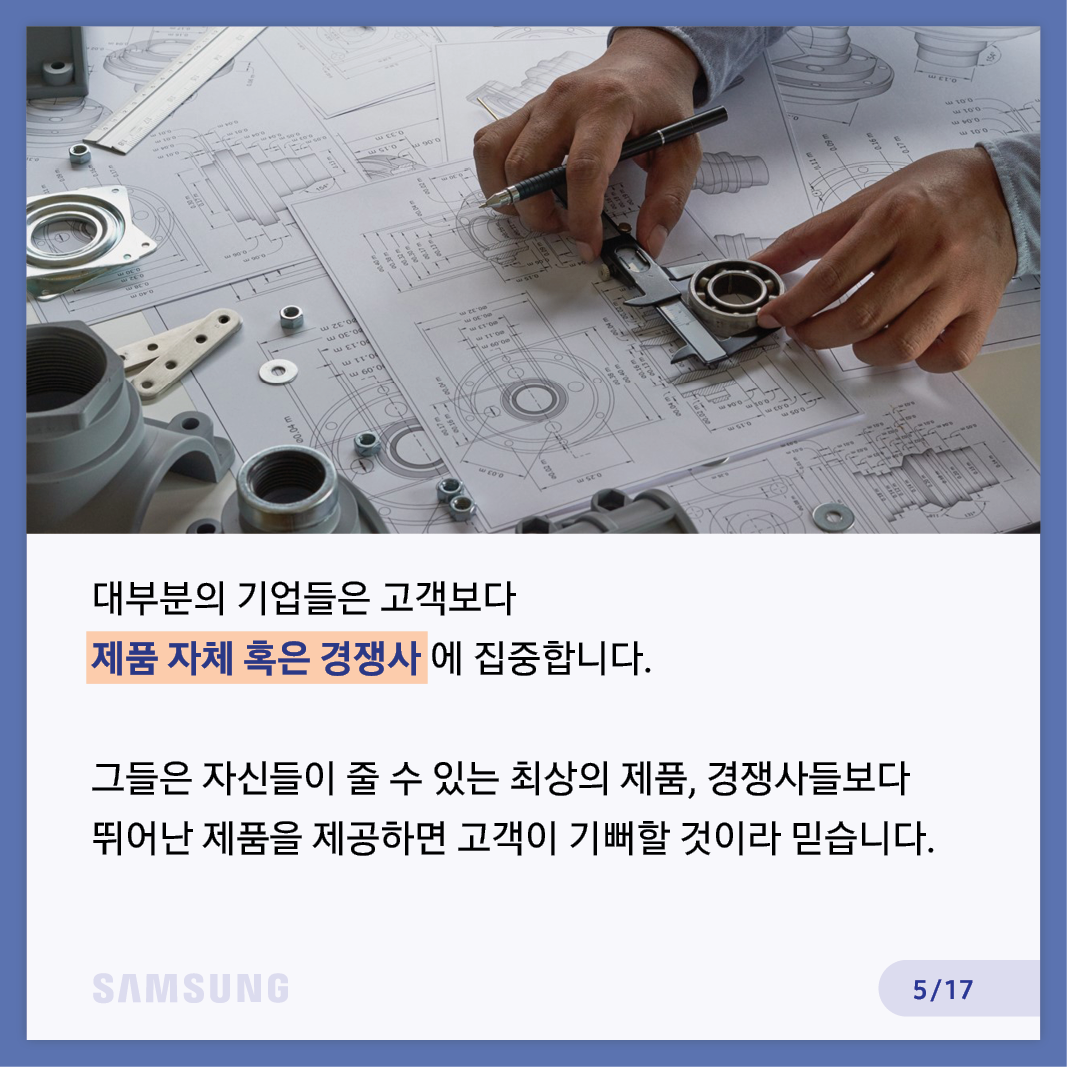 대부분의 기업들은 고객보다
제품 자체 혹은 경쟁사 에 집중합니다.
그들은 자신들이 줄 수 있는 최상의 제품, 경쟁사들보다
뛰어난 제품을 제공하면 고객이 기뻐할 것이라 믿습니다.
SAMSUNG
5/17